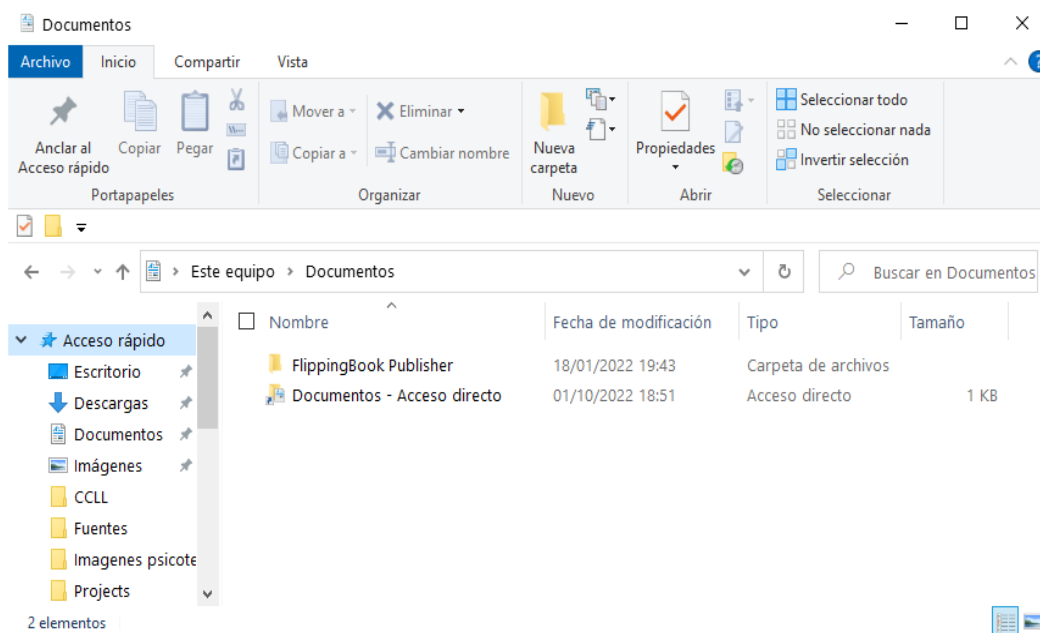 Documentos
Archivo Inicio Compartir Vista
Anclar al Acceso rápido
Copiar
Pegar
Portapapeles
Mover a
Copiar a
Eliminar
Cambiar nombre
Organizar
Nueva carpeta
Nuevo
Propiedades
Abrir
Seleccionar todo
No seleccionar nada
Invertir selección
Seleccionar
Este equipo > Documentos
Buscar en Documentos
Acceso rápido
Escritorio
Descargas
Documentos
Imágenes
CCLL
Fuentes
Imagenes psicote
Projects
Nombre Fecha de modificación Tipo Tamaño
FlippingBook Publisher 18/01/2022 19:43 Carpeta de archivos
Documentos - Acceso directo 01/10/2022 18:51 Acceso directo 1 KB
2 elementos